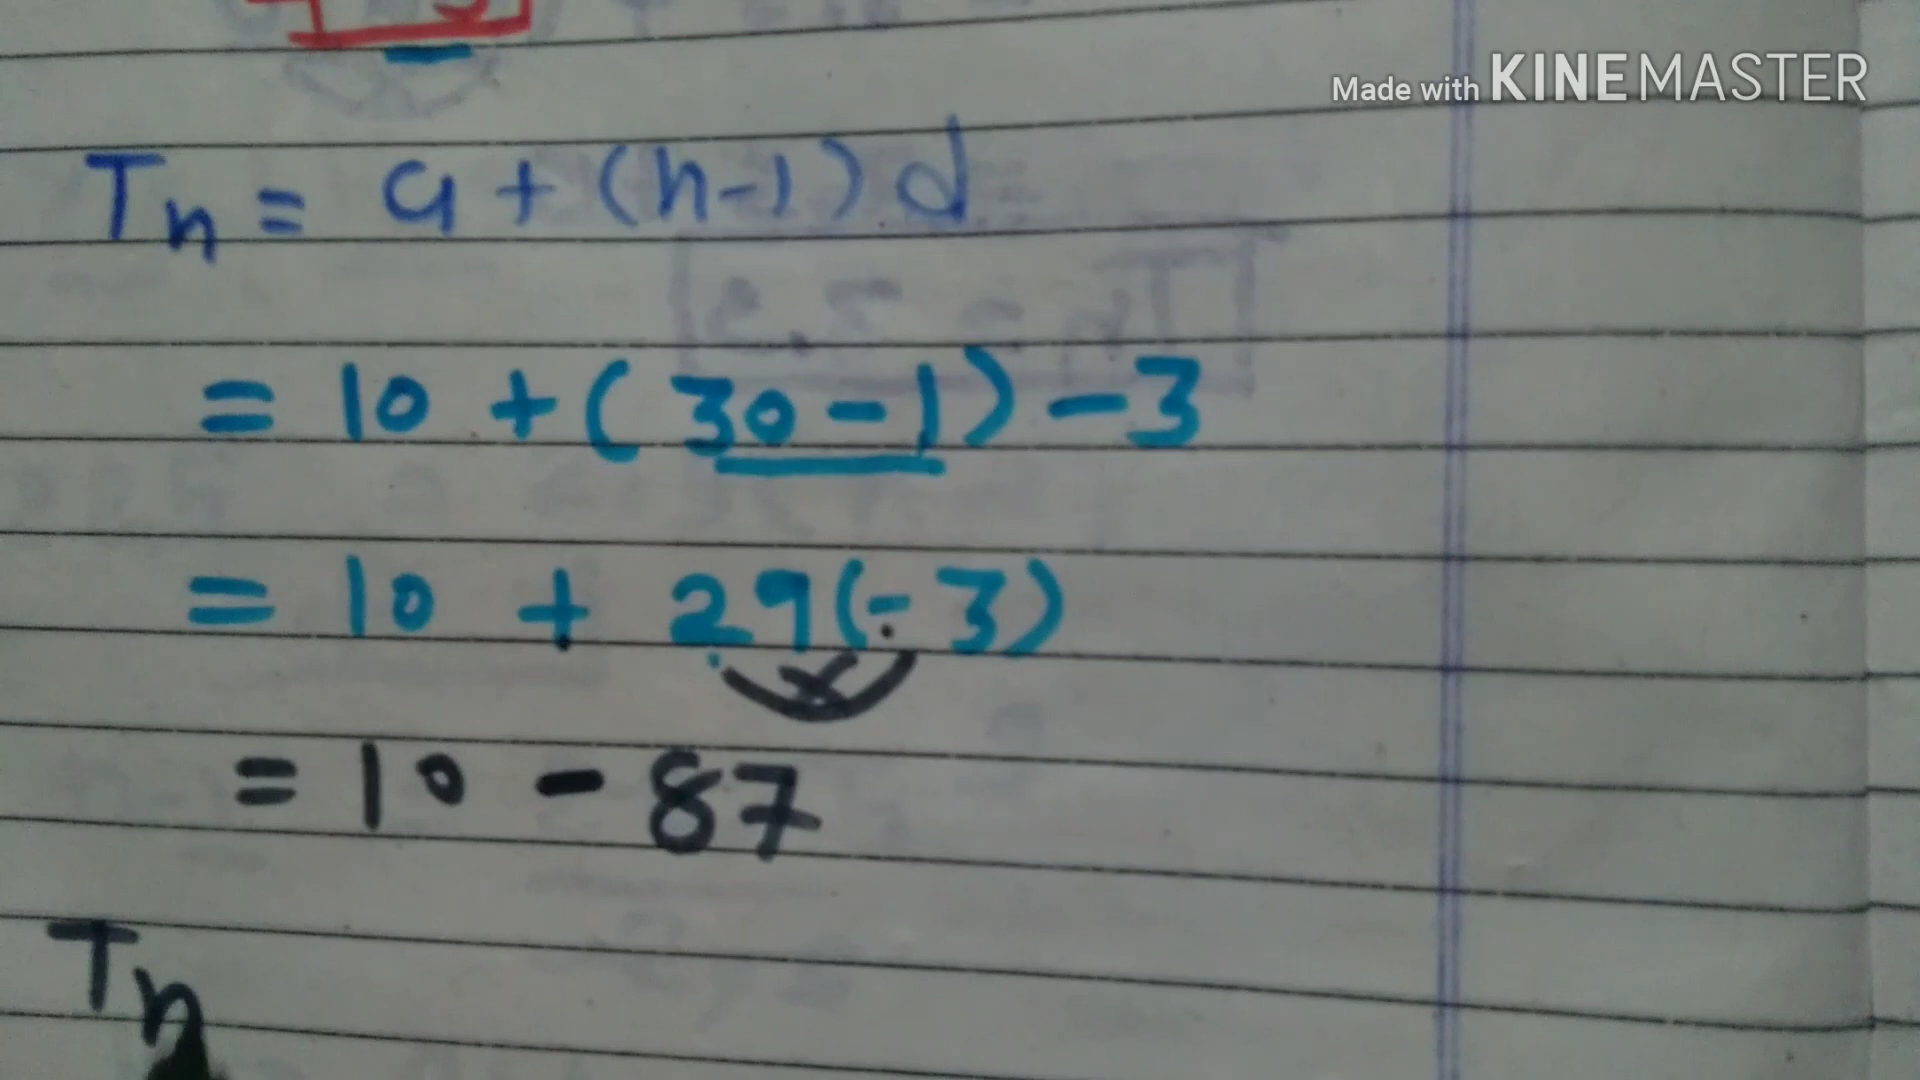 Made with KINEMASTER
Tn = a + (n-1) d
= 10 + (30 - 1) - 3
= 10 + 29(-3)
= 10 - 87
Tn